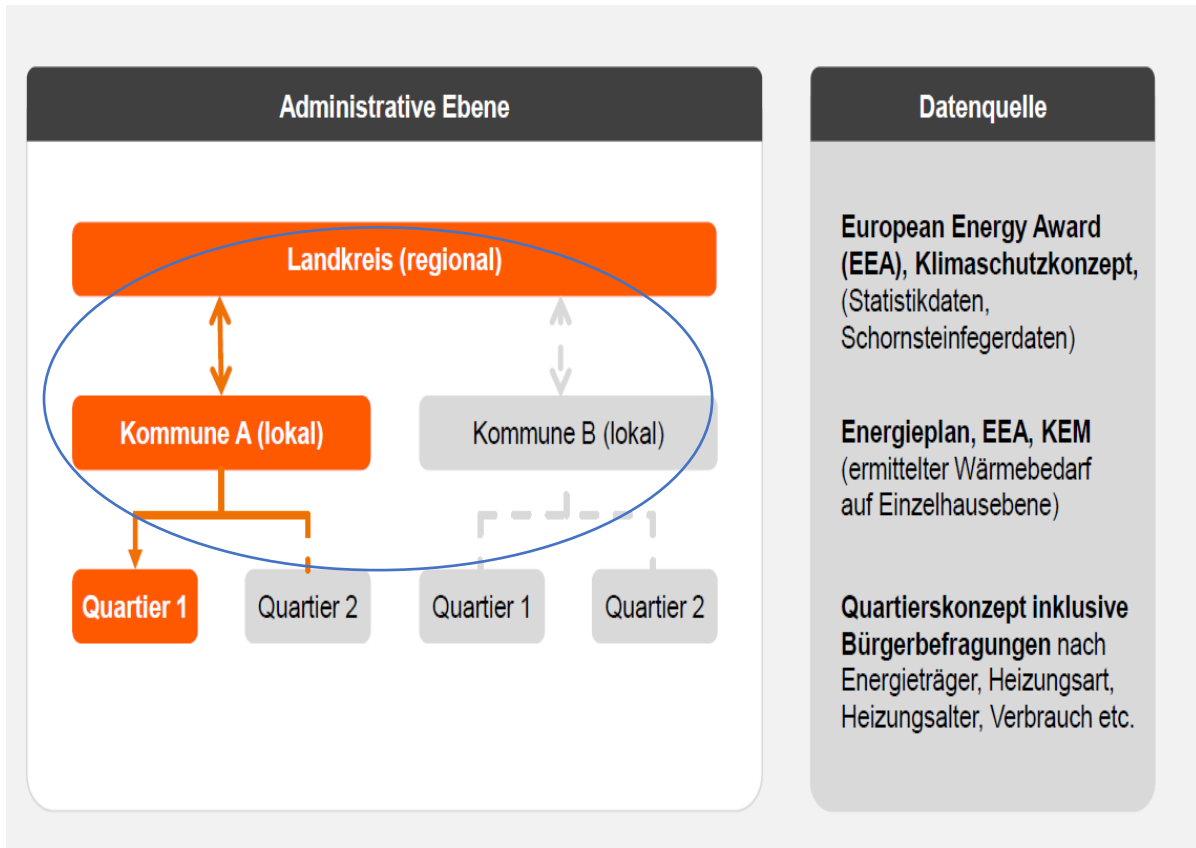 Administrative Ebene
Landkreis (regional)
Kommune A (lokal)
Kommune B (lokal)
Quartier 1
Quartier 2
Quartier 1
Quartier 2
Datenquelle
European Energy Award
(EEA), Klimaschutzkonzept,
(Statistikdaten,
Schornsteinfegerdaten)
Energieplan, EEA, KEM
(ermittelter Wärmebedarf
auf Einzelhausebene)
Quartierskonzept inklusive
Bürgerbefragungen nach
Energieträger, Heizungsart,
Heizungsalter, Verbrauch etc.